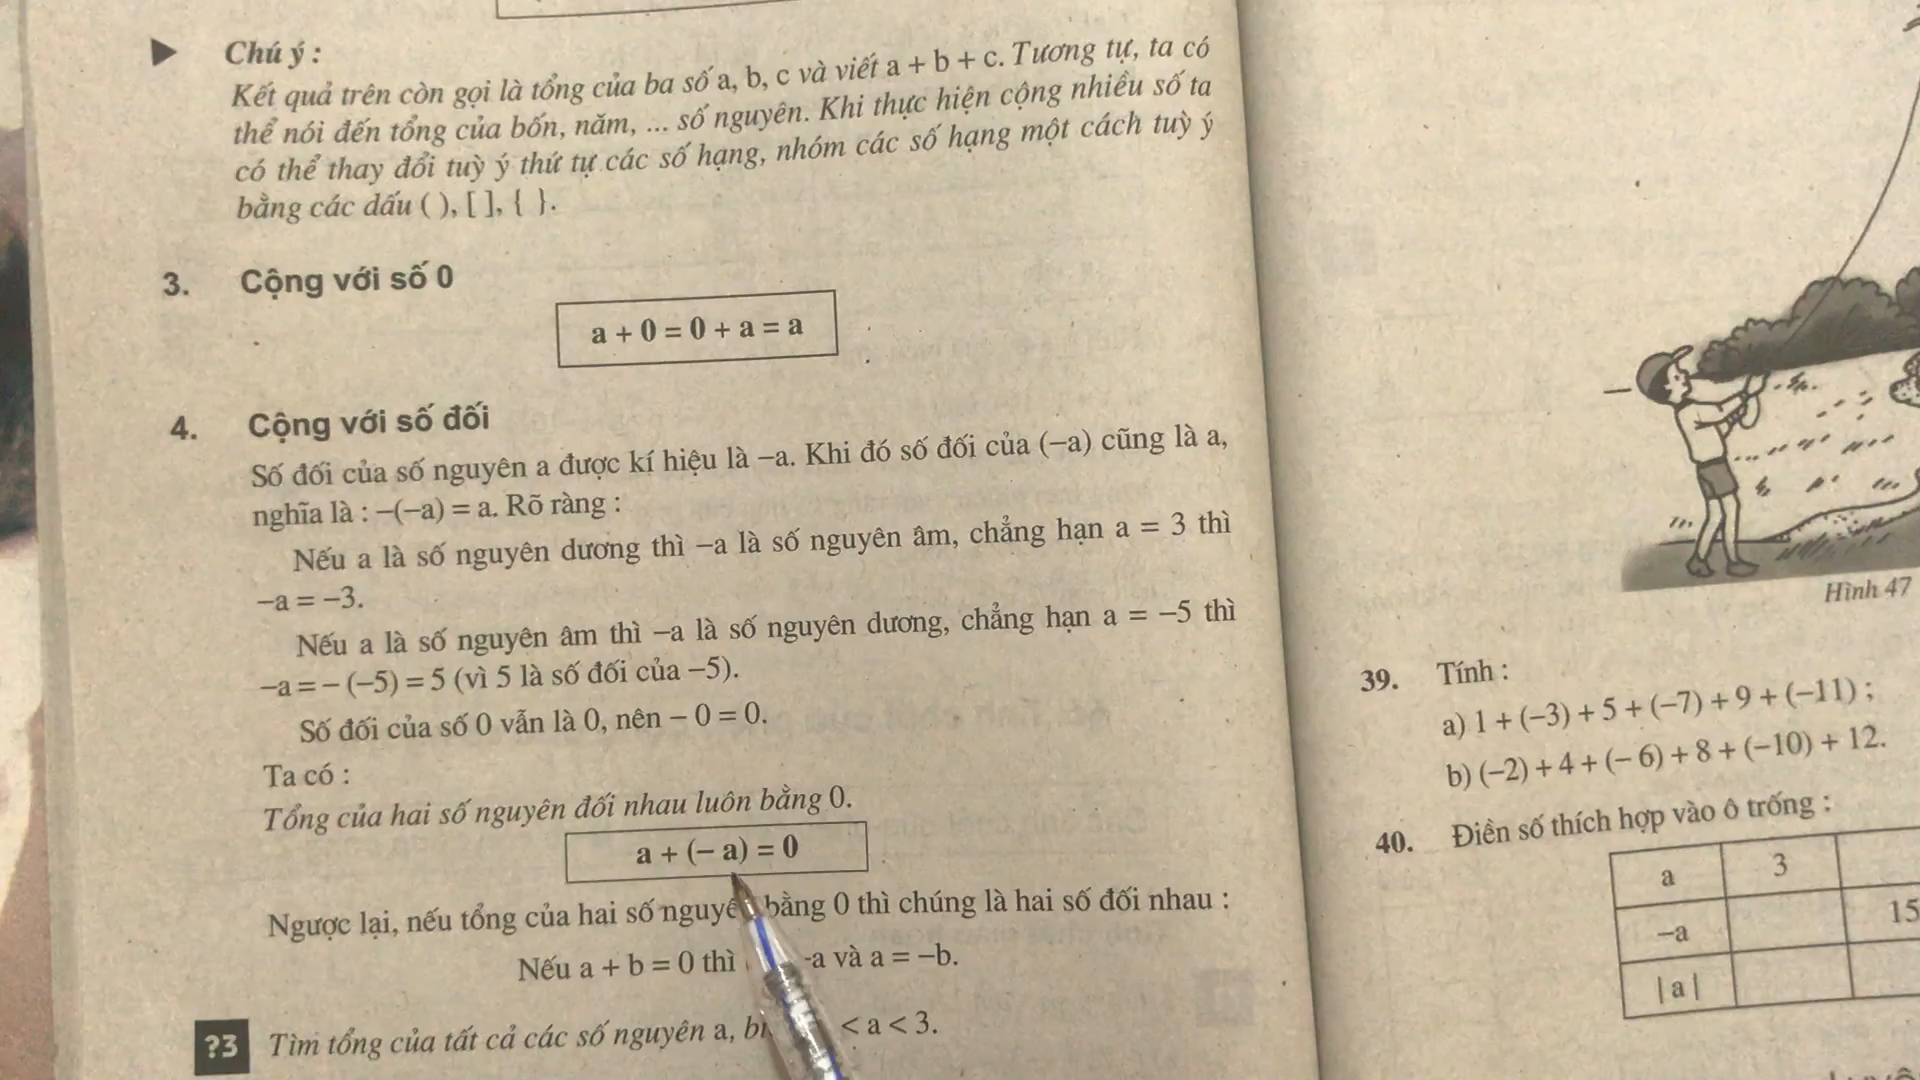 Chú ý :
Kết quả trên còn gọi là tổng của ba số a, b, c và viết a + b + c. Tương tự, ta có
thể nói đến tổng của bốn, năm, ... số nguyên. Khi thực hiện cộng nhiều số ta
có thể thay đổi tuỳ ý thứ tự các số hạng, nhóm các số hạng một cách tuỳ ý
bằng các dấu ( ), [ ], { }.
3. Cộng với số 0
a + 0 = 0 + a = a
4. Cộng với số đối
Số đối của số nguyên a được kí hiệu là –a. Khi đó số đối của (–a) cũng là a,
nghĩa là : –(–a) = a. Rõ ràng :
Nếu a là số nguyên dương thì –a là số nguyên âm, chẳng hạn a = 3 thì
–a = –3.
Nếu a là số nguyên âm thì –a là số nguyên dương, chẳng hạn a = –5 thì
–a = – (–5) = 5 (vì 5 là số đối của –5).
Số đối của số 0 vẫn là 0, nên – 0 = 0.
Ta có :
Tổng của hai số nguyên đối nhau luôn bằng 0.
a + (– a) = 0
Ngược lại, nếu tổng của hai số nguyên bằng 0 thì chúng là hai số đối nhau :
Nếu a + b = 0 thì –a và a = –b.
?3 Tìm tổng của tất cả các số nguyên a, < a < 3.
Hình 47
39. Tính :
a) 1 + (–3) + 5 + (–7) + 9 + (–11) ;
b) (–2) + 4 + (– 6) + 8 + (–10) + 12.
40. Điền số thích hợp vào ô trống :
a 3
–a 15
|a|